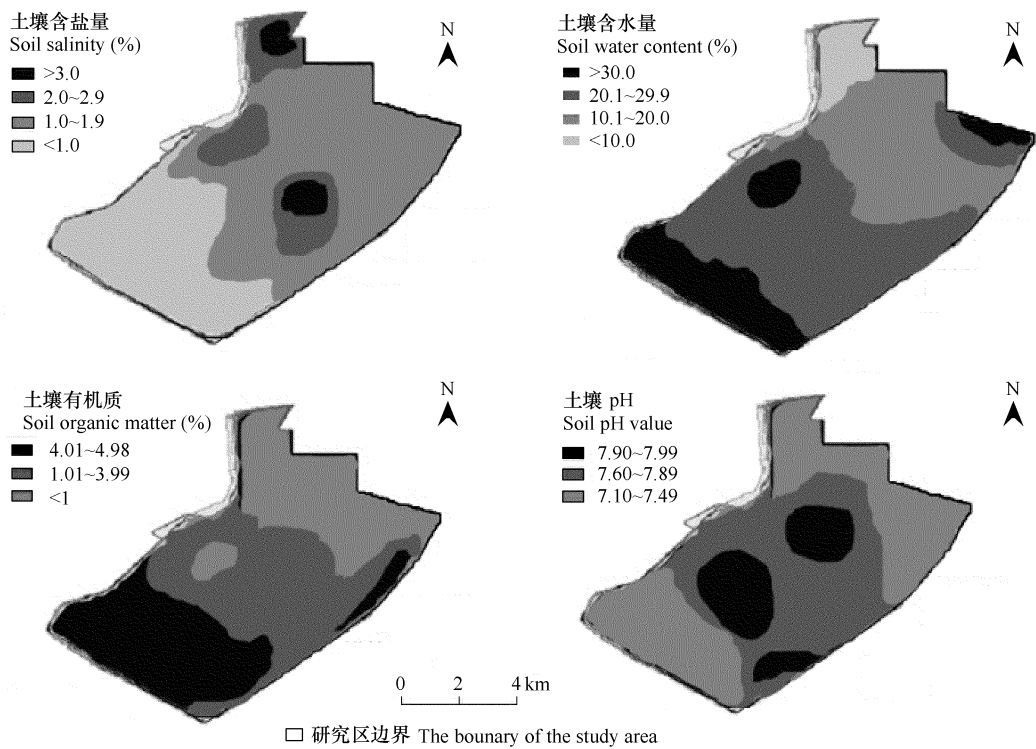 土壤含盐量
Soil salinity (%)
>3.0
2.0~2.9
1.0~1.9
<1.0
N
土壤含水量
Soil water content (%)
>30.0
20.1~29.9
10.1~20.0
<10.0
N
土壤有机质
Soil organic matter (%)
4.01~4.98
1.01~3.99
<1
N
土壤 pH
Soil pH value
7.90~7.99
7.60~7.89
7.10~7.49
N
0 2 4 km
研究区边界 The bounary of the study area